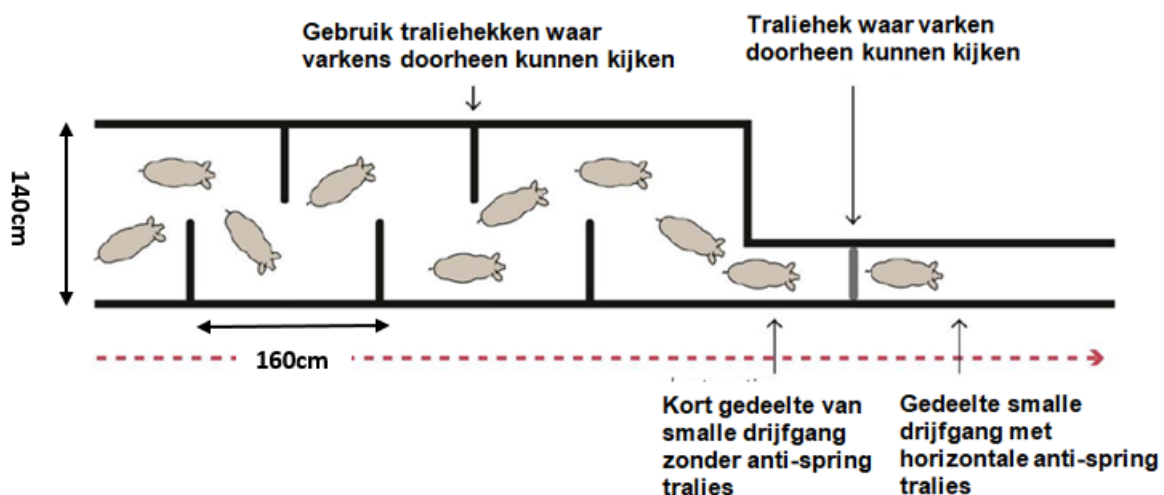 Gebruik traliehekken waar
varkens doorheen kunnen kijken
Traliehek waar varken
doorheen kunnen kijken
140cm
160cm
Kort gedeelte van
smalle drijfgang
zonder anti-spring
tralies
Gedeelte smalle
drijfgang met
horizontale anti-spring
tralies